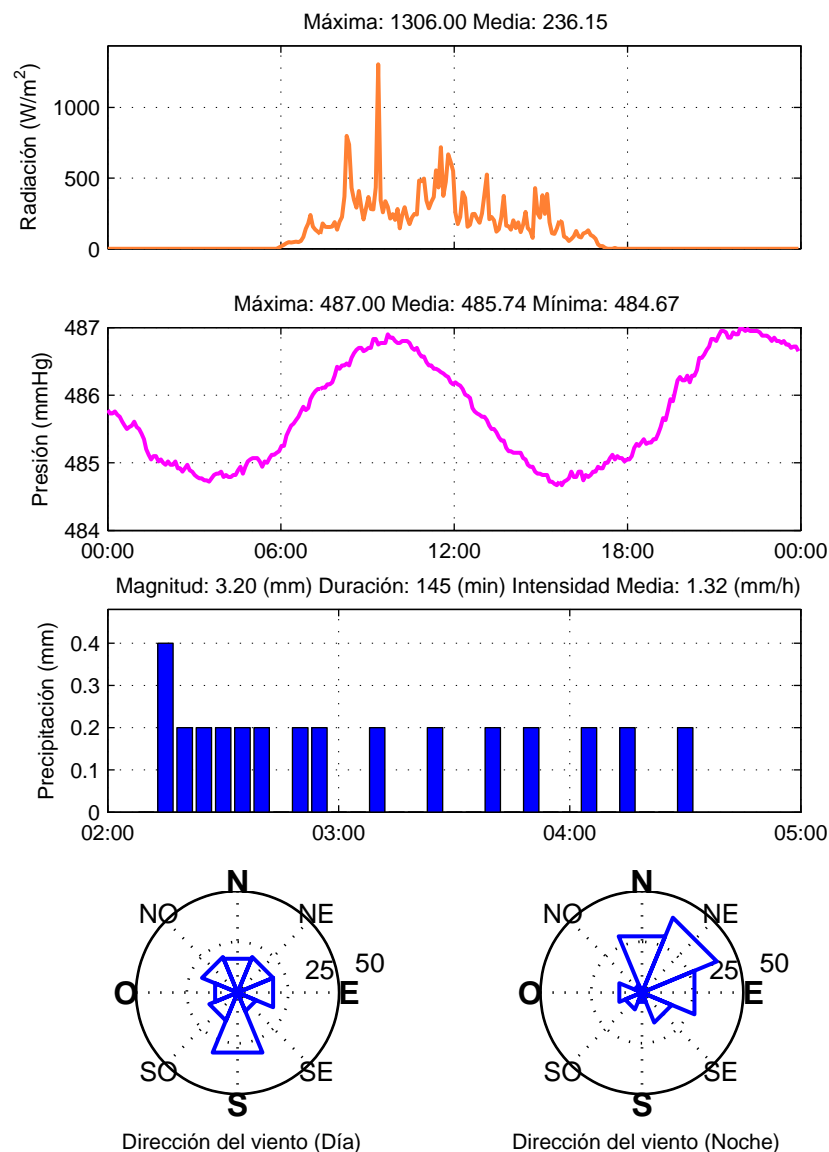 Máxima: 1306.00 Media: 236.15
Radiación (W/m²)
1000
500
0
Máxima: 487.00 Media: 485.74 Mínima: 484.67
Presión (mmHg)
487
486
485
484
00:00 06:00 12:00 18:00 00:00
Magnitud: 3.20 (mm) Duración: 145 (min) Intensidad Media: 1.32 (mm/h)
Precipitación (mm)
0.4
0.3
0.2
0.1
0
02:00 03:00 04:00 05:00
N
NO NE
25 50
O E
SO SE
S
Dirección del viento (Día)
N
NO NE
25 50
O E
SO SE
S
Dirección del viento (Noche)